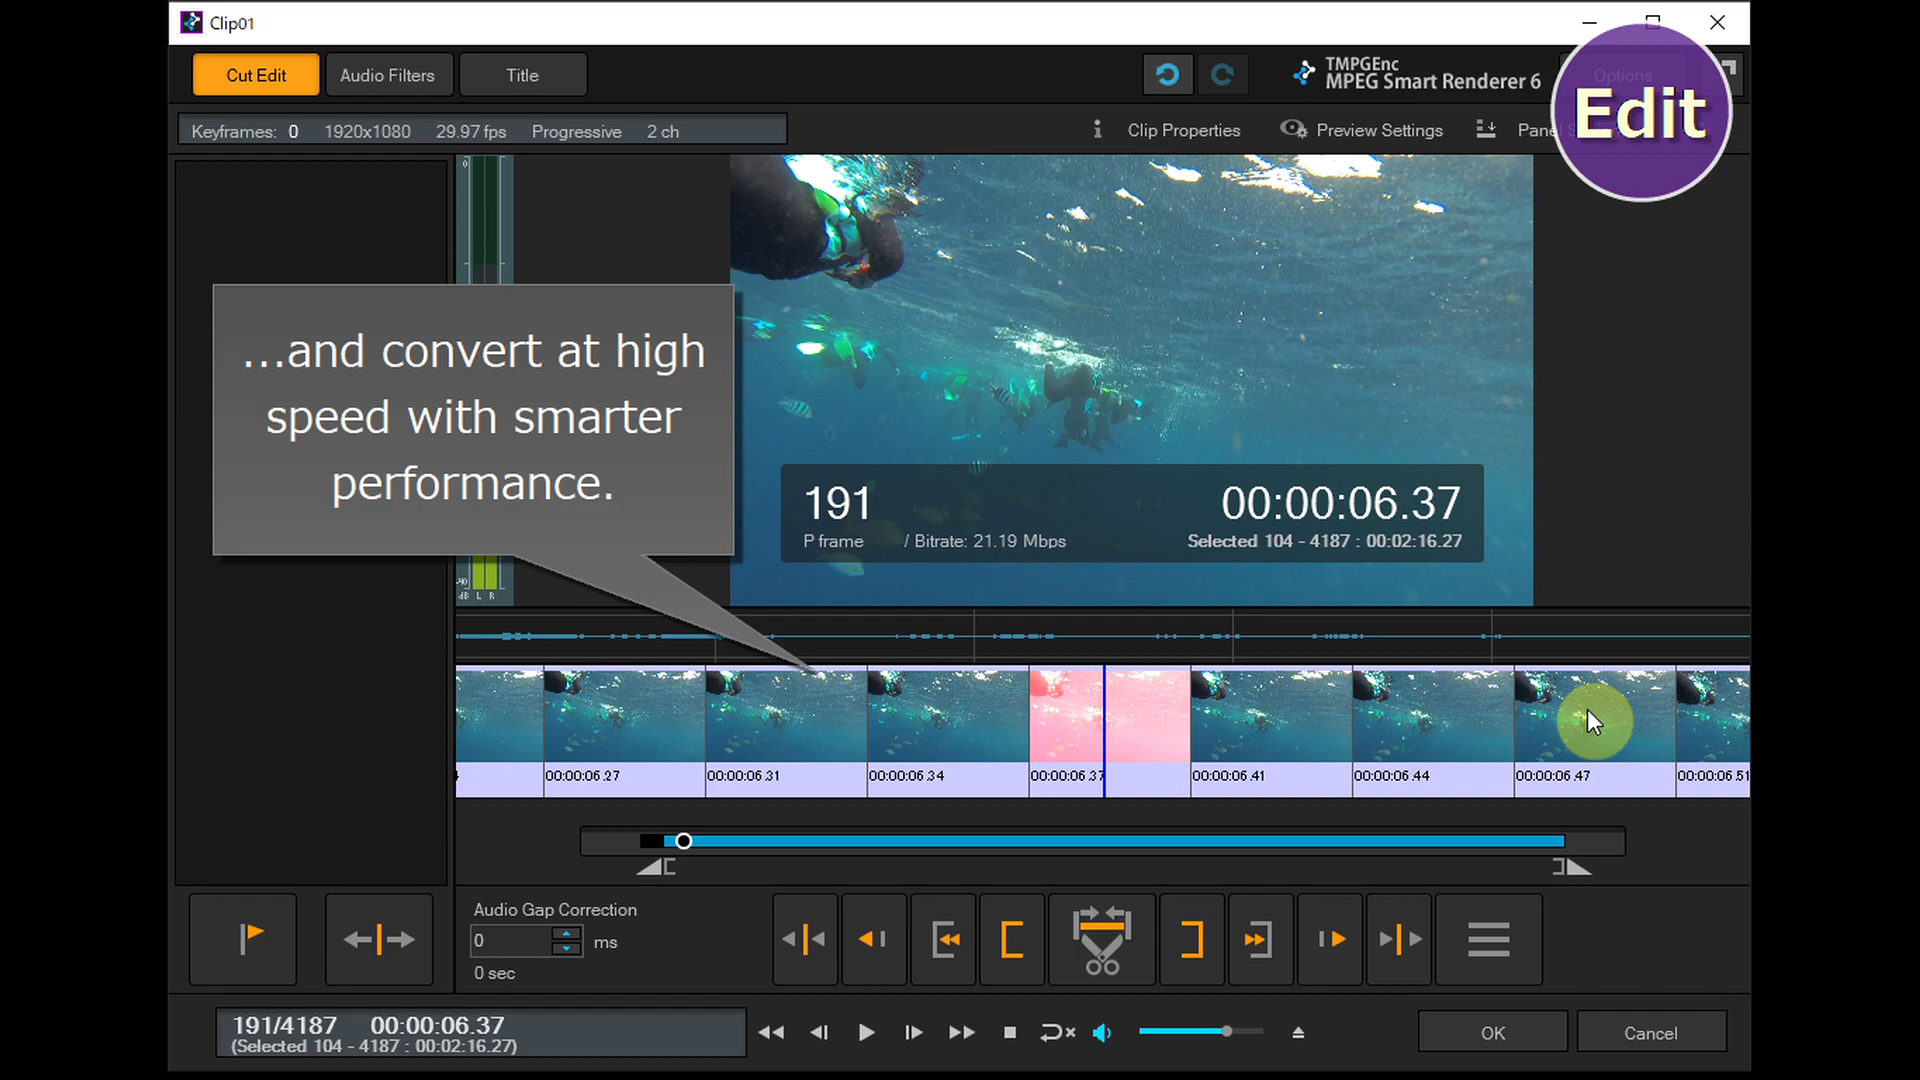 Clip01
Cut Edit
Audio Filters
Title
TMPGEnc
MPEG Smart Renderer 6
Options
Edit
Keyframes: 0 1920x1080 29.97 fps Progressive 2 ch
Clip Properties
Preview Settings
Panel S
0
...and convert at high
speed with smarter
performance.
191
00:00:06.37
P frame / Bitrate: 21.19 Mbps
Selected 104 - 4187 : 00:02:16.27
-40
dB L R
00:00:06.27
00:00:06.31
00:00:06.34
00:00:06.37
00:00:06.41
00:00:06.44
00:00:06.47
00:00:06.51
Audio Gap Correction
0 ms
0 sec
191/4187 00:00:06.37
(Selected 104 - 4187 : 00:02:16.27)
OK
Cancel